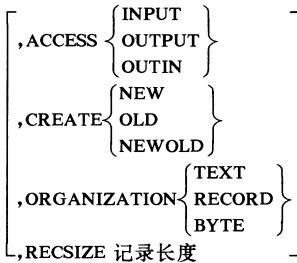 INPUT
,ACCESS OUTPUT
OUTIN
NEW
,CREATE OLD
NEWOLD
TEXT
,ORGANIZATION RECORD
BYTE
,RECSIZE 记录长度